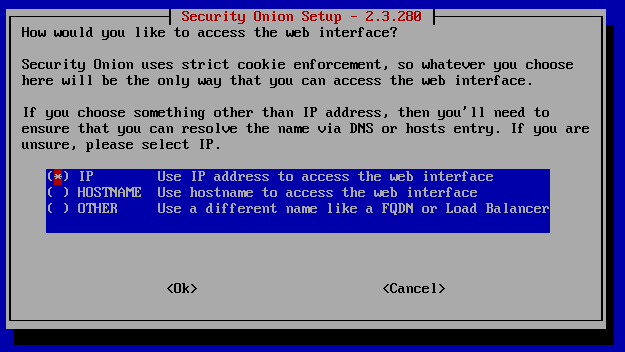 Security Onion Setup - 2.3.280
How would you like to access the web interface?
Security Onion uses strict cookie enforcement, so whatever you choose
here will be the only way that you can access the web interface.
If you choose something other than IP address, then you'll need to
ensure that you can resolve the name via DNS or hosts entry. If you are
unsure, please select IP.
(*) IP Use IP address to access the web interface
( ) HOSTNAME Use hostname to access the web interface
( ) OTHER Use a different name like a FQDN or Load Balancer
<Ok> <Cancel>